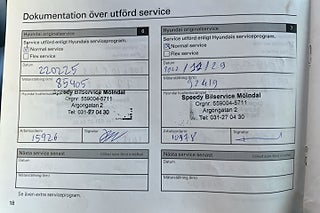 Dokumentation över utförd service
Hyundai originalservice 6
Service utförd enligt Hyundais serviceprogram.
Normal service
Flex service
Datum
220225
Mätarställning (km)
85405
Speedy Bilservice Mölndal
Orgnr: 559004-5711
Argongatan 2
Tel: 031-27 04 30
Arbetsorder nr Signatur
15926
Nästa service senast
Datum
Mätarställning (km)
Hyundai originalservice 7
Service utförd enligt Hyundais serviceprogram.
Normal service
Flex service
Datum
Mätarställning (km)
Speedy Bilservice Mölndal
Orgnr: 559004-5711
Argongatan 2
Tel: 031-27 04 30
Arbetsorder nr Signatur
Nästa service senast
Datum
Mätarställning (km)
Se även extra serviceprogram.
18